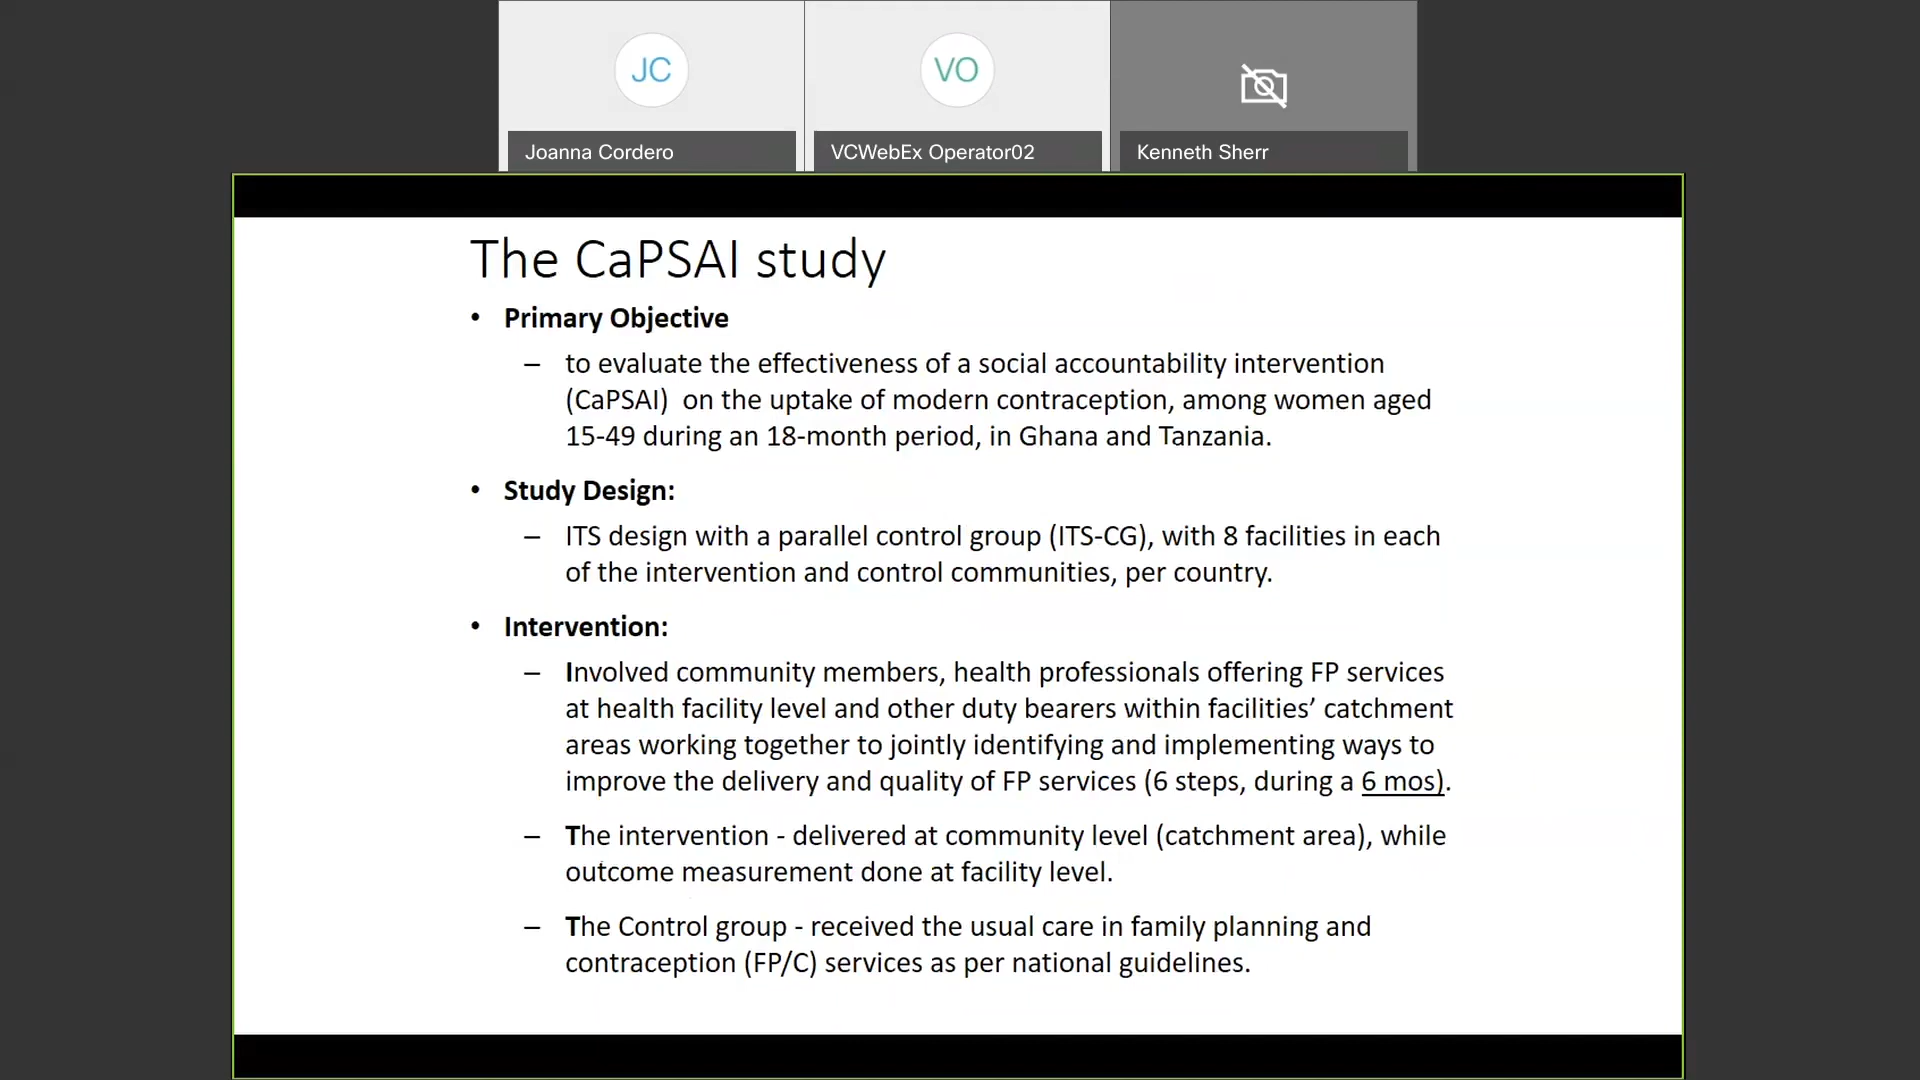 JC
VO
Joanna Cordero
VCWebEx Operator02
Kenneth Sherr
The CaPSAI study
• Primary Objective
– to evaluate the effectiveness of a social accountability intervention
(CaPSAI)  on the uptake of modern contraception, among women aged
15-49 during an 18-month period, in Ghana and Tanzania.
• Study Design:
– ITS design with a parallel control group (ITS-CG), with 8 facilities in each
of the intervention and control communities, per country.
• Intervention:
– Involved community members, health professionals offering FP services
at health facility level and other duty bearers within facilities’ catchment
areas working together to jointly identifying and implementing ways to
improve the delivery and quality of FP services (6 steps, during a 6 mos).
– The intervention - delivered at community level (catchment area), while
outcome measurement done at facility level.
– The Control group - received the usual care in family planning and
contraception (FP/C) services as per national guidelines.